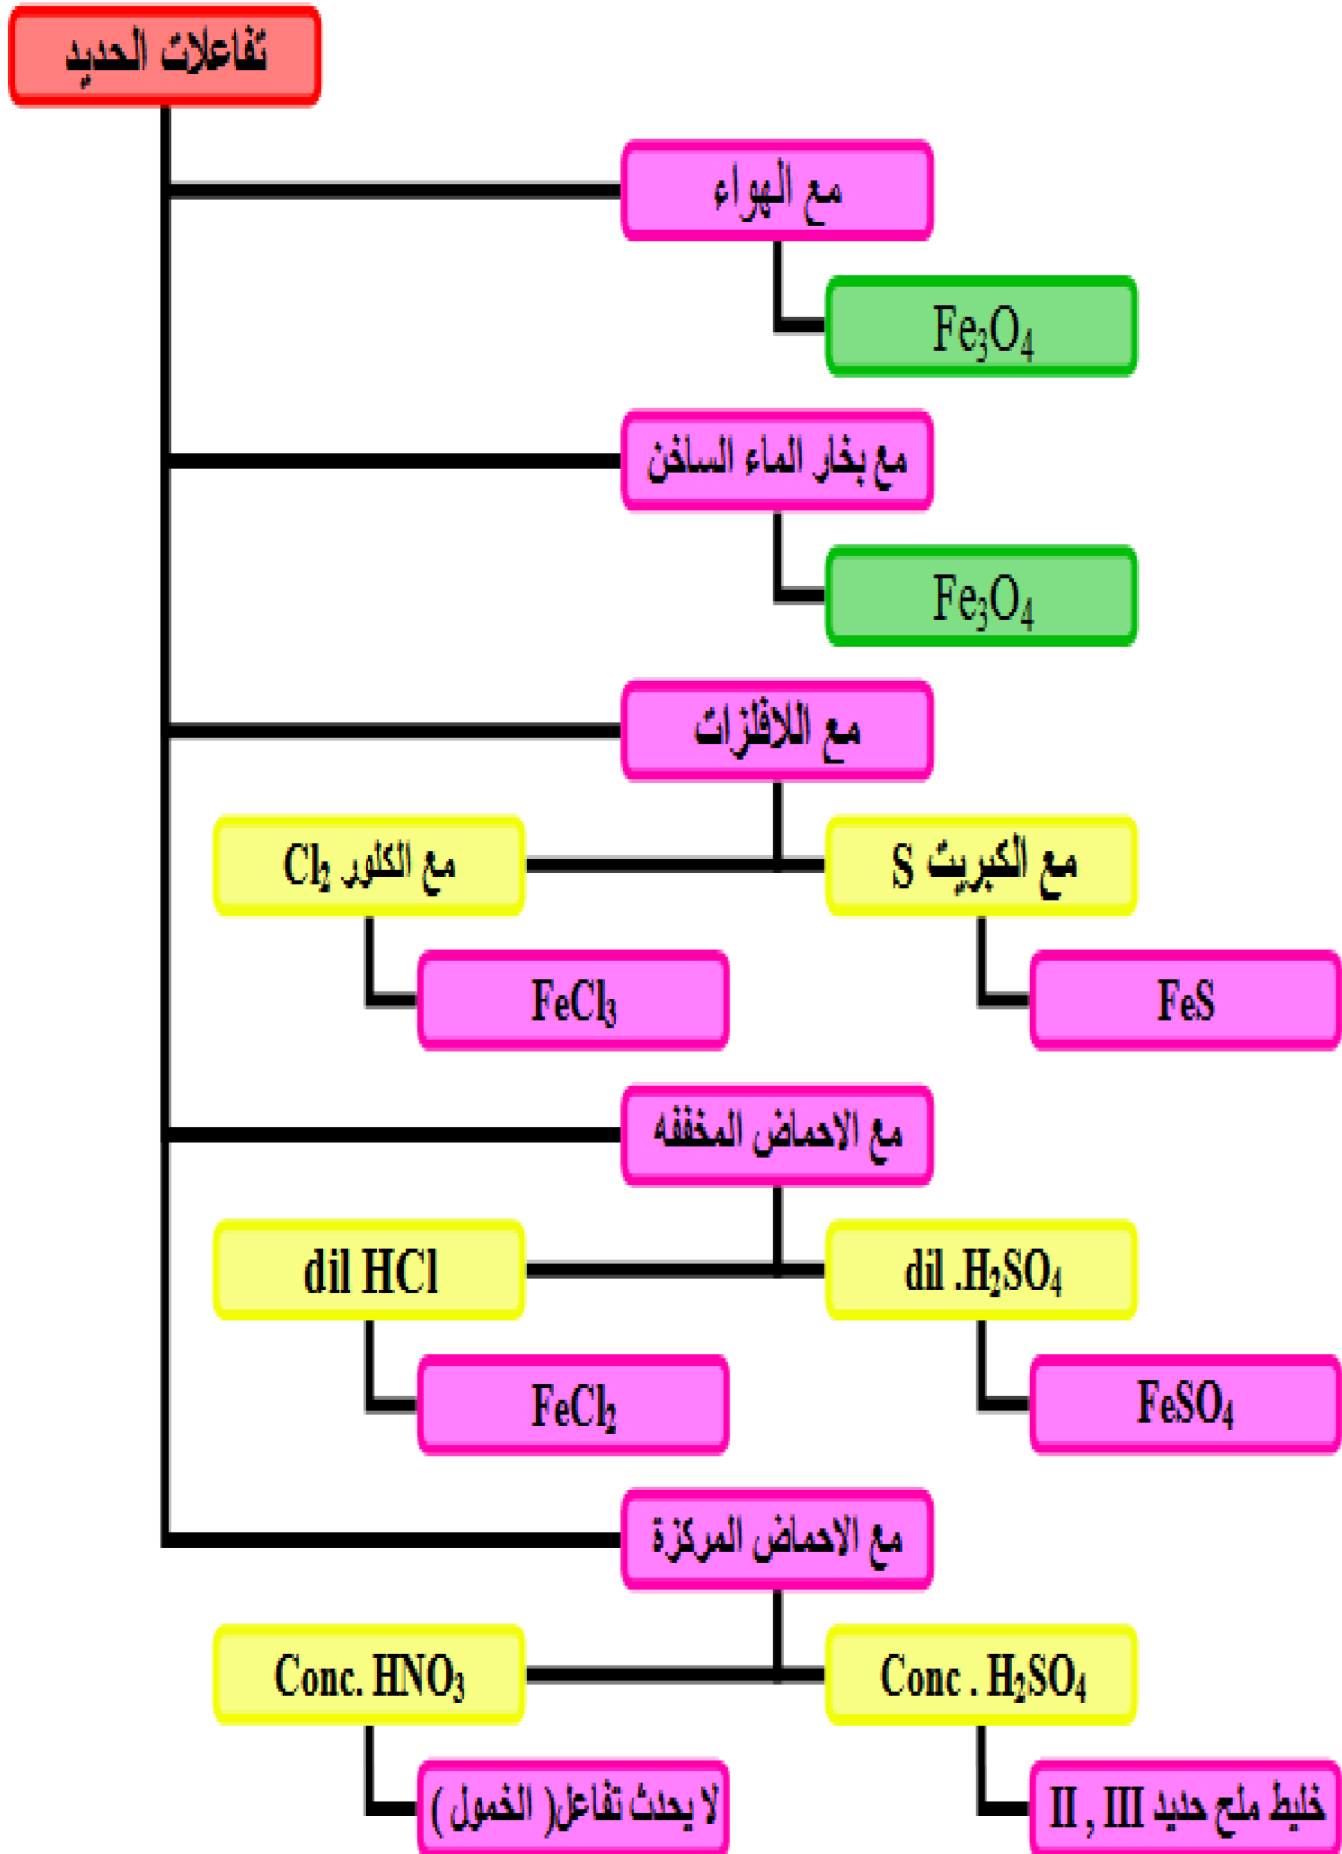 تفاعلات الحديد
مع الهواء
Fe₃O₄
مع بخار الماء الساخن
Fe₃O₄
مع اللافلزات
مع الكبريت S
مع الكلور Cl₂
FeS
FeCl₃
مع الاحماض المخففه
dil .H₂SO₄
dil HCl
FeSO₄
FeCl₂
مع الاحماض المركزة
Conc . H₂SO₄
Conc. HNO₃
خليط ملح حديد II , III
لا يحدث تفاعل( الخمول )